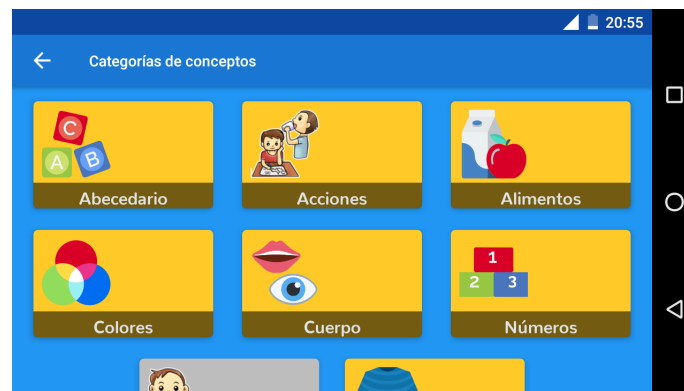 20:55
Categorías de conceptos
C
A B
Abecedario
Acciones
Alimentos
1
2 3
Colores
Cuerpo
Números